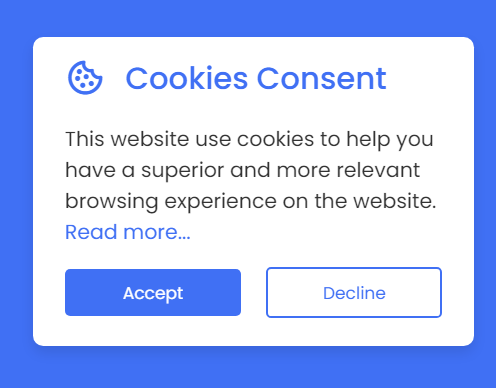 Cookies Consent
This website use cookies to help you
have a superior and more relevant
browsing experience on the website.
Read more...
Accept
Decline